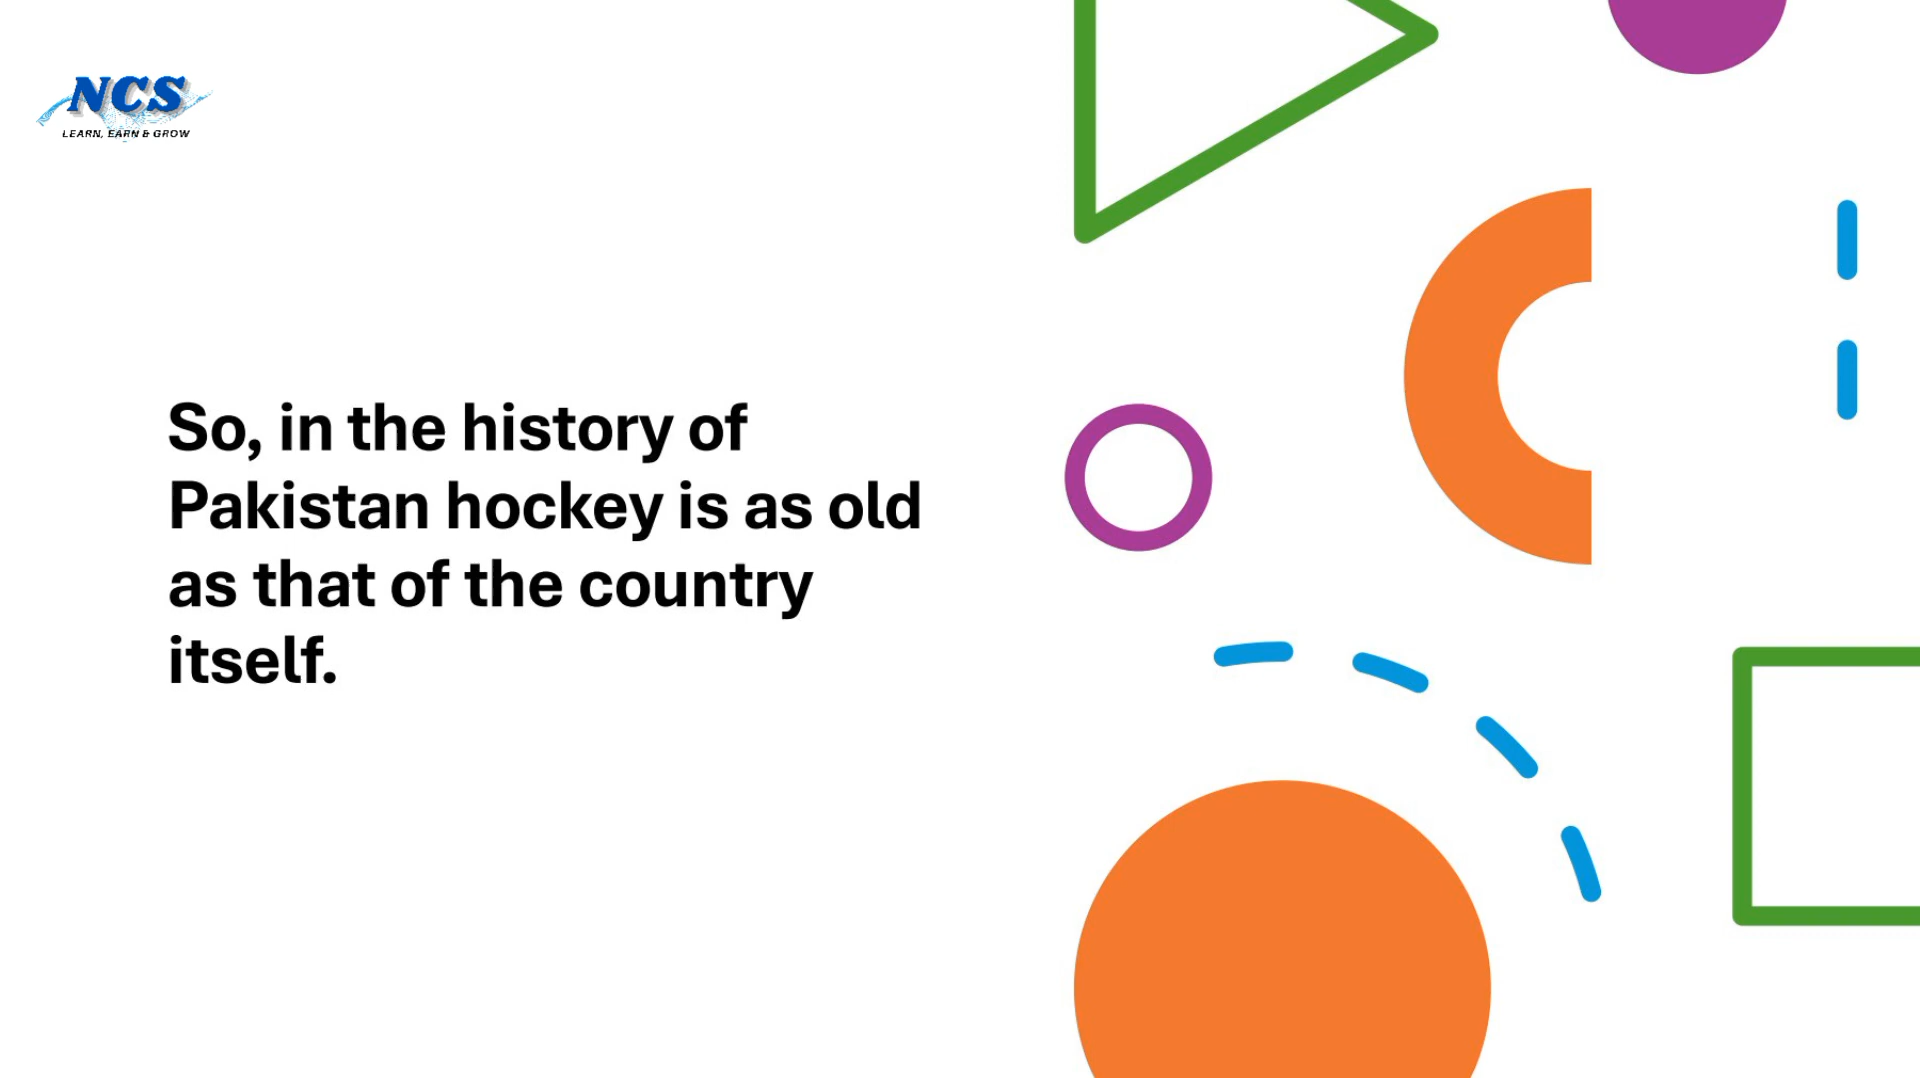 NCS
LEARN, EARN & GROW
So, in the history of
Pakistan hockey is as old
as that of the country
itself.